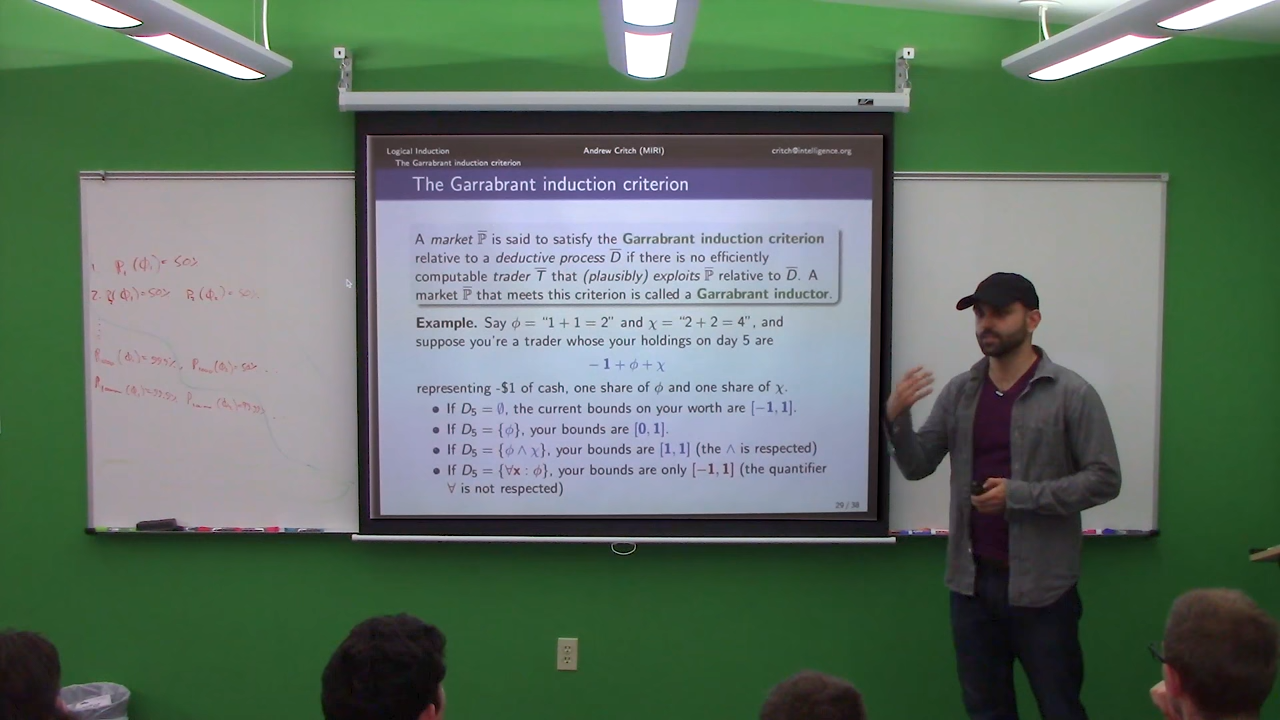 Logical Induction
Andrew Critch (MIRI)
critch@intelligence.org
The Garrabrant induction criterion
The Garrabrant induction criterion
A market ℙ̅ is said to satisfy the Garrabrant induction criterion
relative to a deductive process D̅ if there is no efficiently
computable trader T̅ that (plausibly) exploits ℙ̅ relative to D̅. A
market ℙ̅ that meets this criterion is called a Garrabrant inductor.
Example. Say ϕ = "1 + 1 = 2" and χ = "2 + 2 = 4", and
suppose you're a trader whose holdings on day 5 are
− 1 + ϕ + χ
representing -$1 of cash, one share of ϕ and one share of χ.
• If D₅ = ∅, the current bounds on your worth are [−1, 1].
• If D₅ = {ϕ}, your bounds are [0, 1].
• If D₅ = {ϕ ∧ χ}, your bounds are [1, 1] (the ∧ is respected)
• If D₅ = {∀x : ϕ}, your bounds are only [−1, 1] (the quantifier
∀ is not respected)
29 / 38